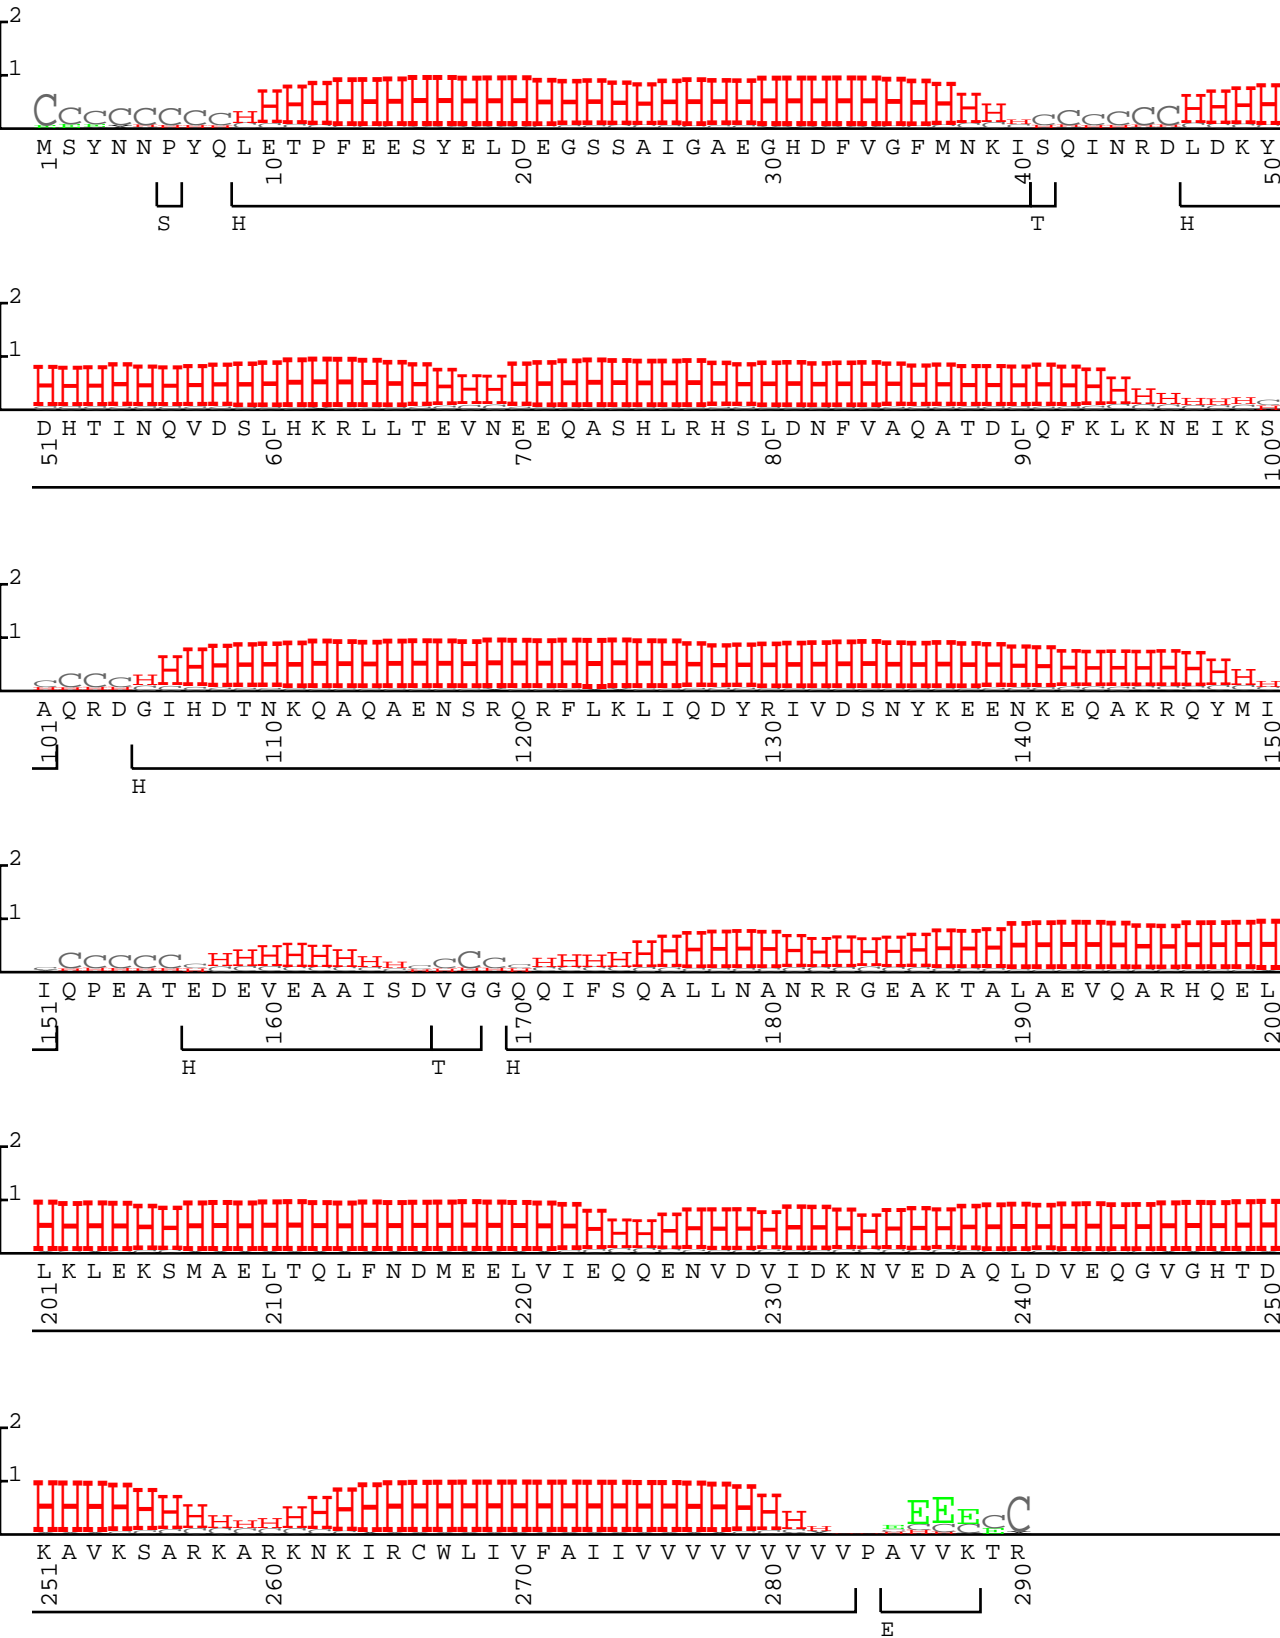 2
1
M S Y N N P Y Q L E T P F E E S Y E L D E G S S A I G A E G H D F V G F M N K I S Q I N R D L D K Y
1 10 20 30 40 50
S H T H
2
1
D H T I N Q V D S L H K R L L T E V N E E Q A S H L R H S L D N F V A Q A T D L Q F K L K N E I K S
51 60 70 80 90 100
2
1
A Q R D G I H D T N K Q A Q A E N S R Q R F L K L I Q D Y R I V D S N Y K E E N K E Q A K R Q Y M I
101 110 120 130 140 150
H
2
1
I Q P E A T E D E V E A A I S D V G G Q Q I F S Q A L L N A N R R G E A K T A L A E V Q A R H Q E L
151 160 170 180 190 200
H T H
2
1
L K L E K S M A E L T Q L F N D M E E L V I E Q Q E N V D V I D K N V E D A Q L D V E Q G V G H T D
201 210 220 230 240 250
2
1
K A V K S A R K A R K N K I R C W L I V F A I I V V V V V V V V V P A V V K T R
251 260 270 280 290
E